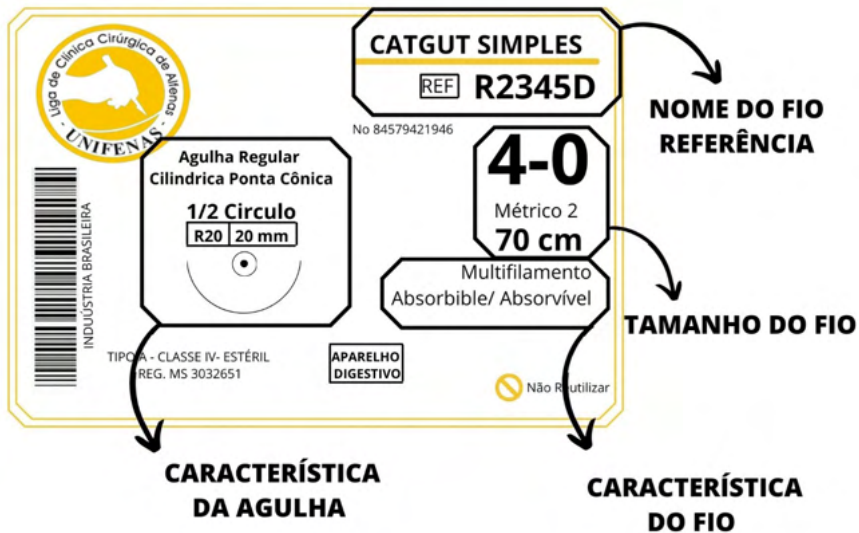 Liga de Clínica Cirúrgica de Alfenas
- UNIFENAS -
CATGUT SIMPLES
REF R2345D
No 84579421946
NOME DO FIO
REFERÊNCIA
Agulha Regular
Cilindrica Ponta Cônica
1/2 Circulo
R20 20 mm
4-0
Métrico 2
70 cm
Multifilamento
Absorbible/ Absorvível
TAMANHO DO FIO
INDUÚSTRIA BRASILEIRA
TIPO A - CLASSE IV- ESTÉRIL
REG. MS 3032651
APARELHO
DIGESTIVO
Não Reutilizar
CARACTERÍSTICA
DA AGULHA
CARACTERÍSTICA
DO FIO